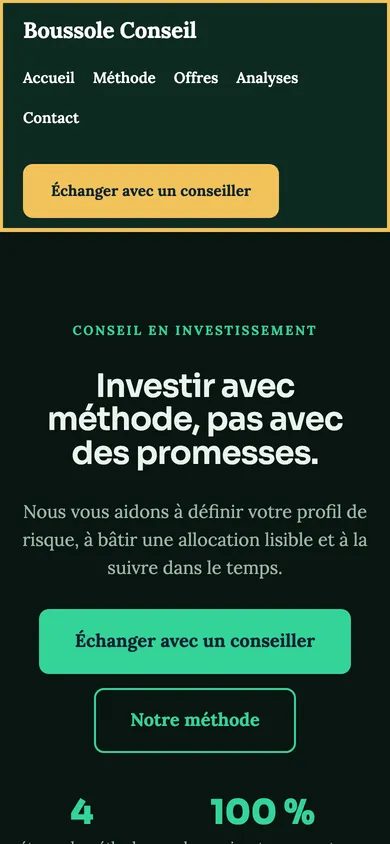 Boussole Conseil
Accueil Méthode Offres Analyses
Contact
Échanger avec un conseiller
CONSEIL EN INVESTISSEMENT
Investir avec
méthode, pas avec
des promesses.
Nous vous aidons à définir votre profil de
risque, à bâtir une allocation lisible et à la
suivre dans le temps.
Échanger avec un conseiller
Notre méthode
4 100 %